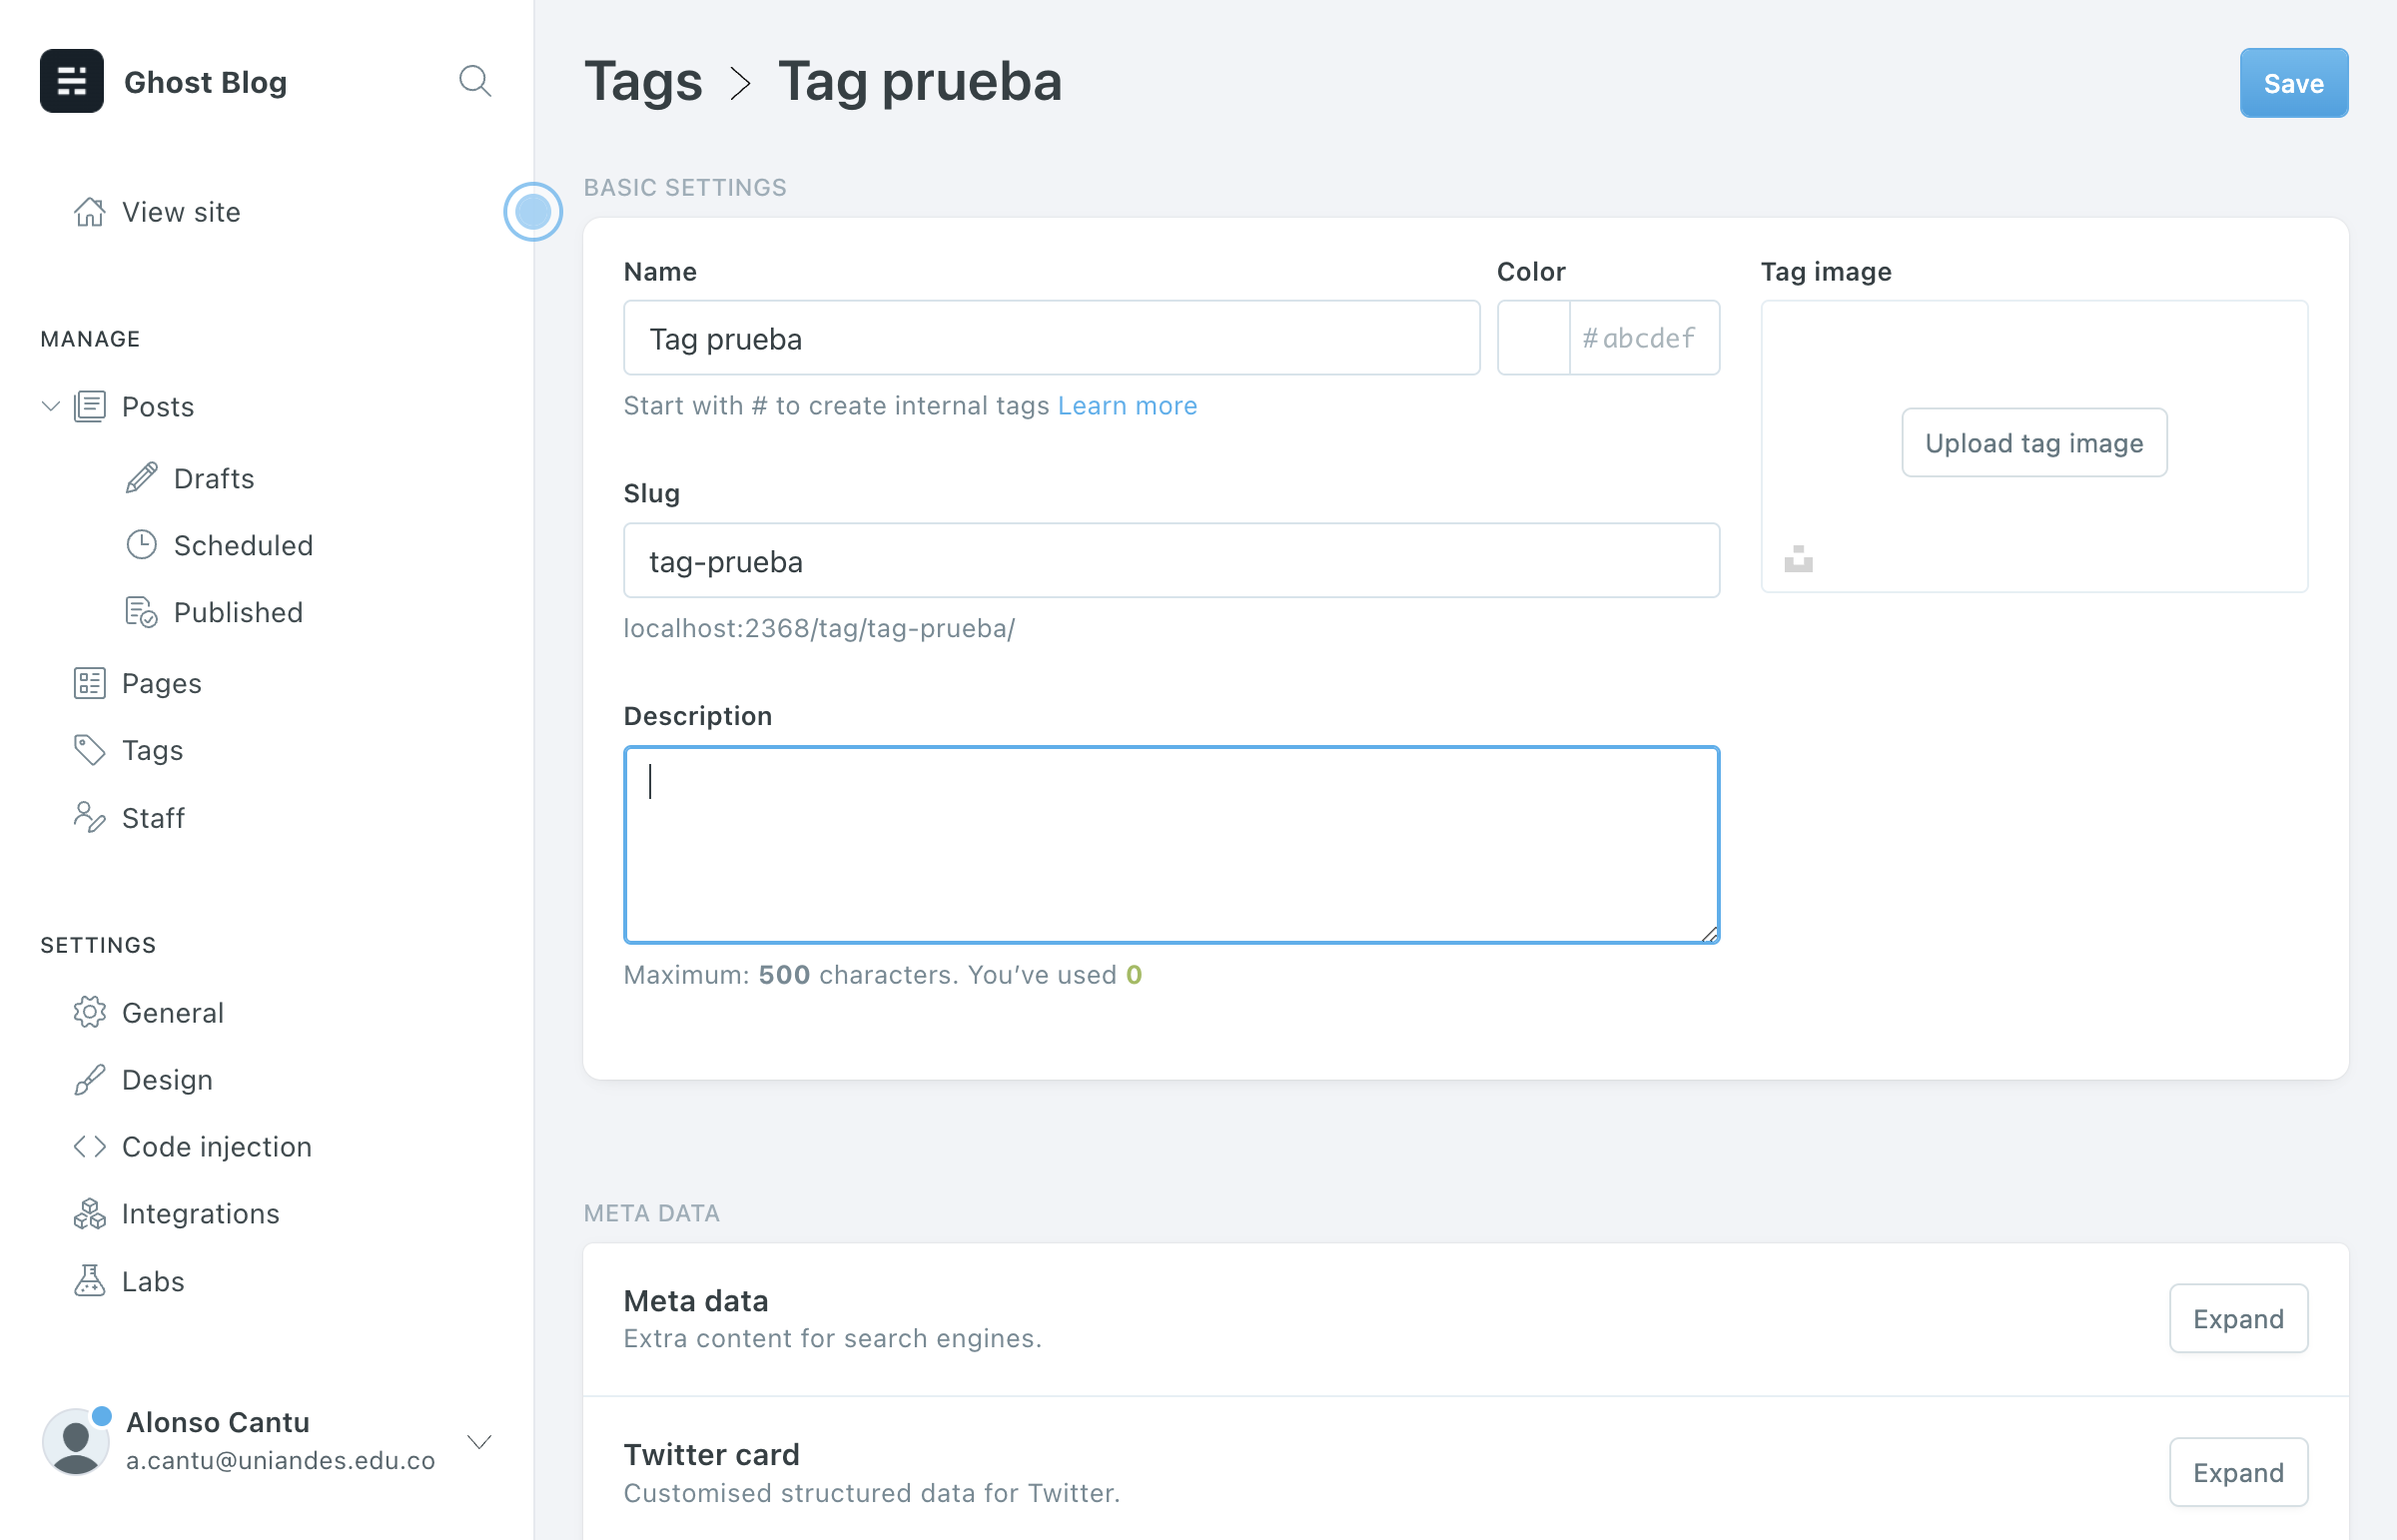 Ghost Blog
View site
MANAGE
Posts
Drafts
Scheduled
Published
Pages
Tags
Staff
SETTINGS
General
Design
Code injection
Integrations
Labs
Alonso Cantu
a.cantu@uniandes.edu.co
Tags > Tag prueba
Save
BASIC SETTINGS
Name
Tag prueba
Start with # to create internal tags Learn more
Color
#abcdef
Tag image
Upload tag image
Slug
tag-prueba
localhost:2368/tag/tag-prueba/
Description
Maximum: 500 characters. You’ve used 0
META DATA
Meta data
Extra content for search engines.
Expand
Twitter card
Customised structured data for Twitter.
Expand